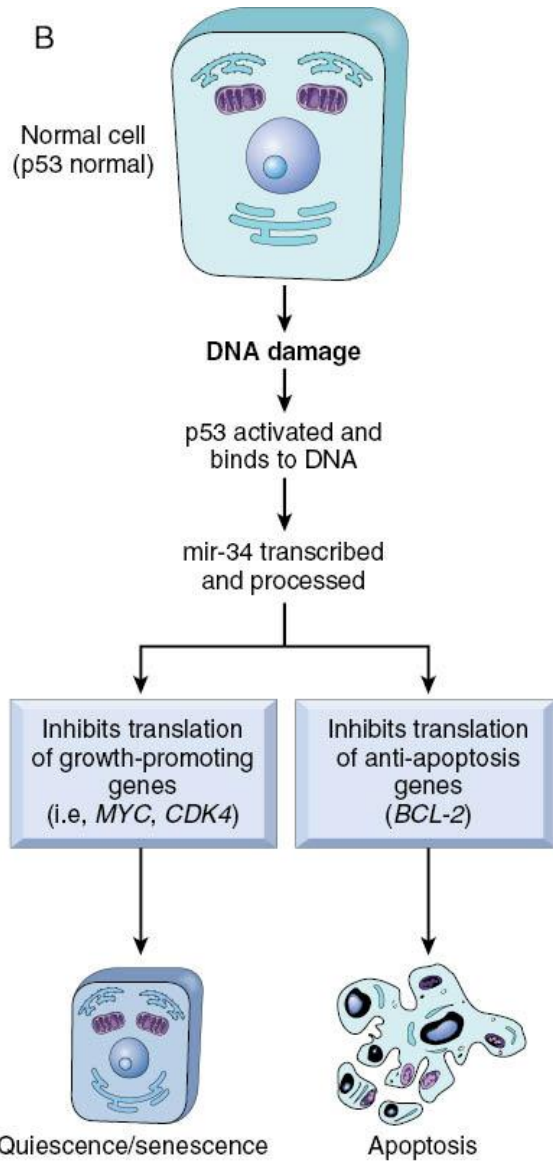 B
Normal cell
(p53 normal)
DNA damage
p53 activated and
binds to DNA
mir-34 transcribed
and processed
Inhibits translation
of growth-promoting
genes
(i.e, MYC, CDK4)
Inhibits translation
of anti-apoptosis
genes
(BCL-2)
Quiescence/senescence
Apoptosis